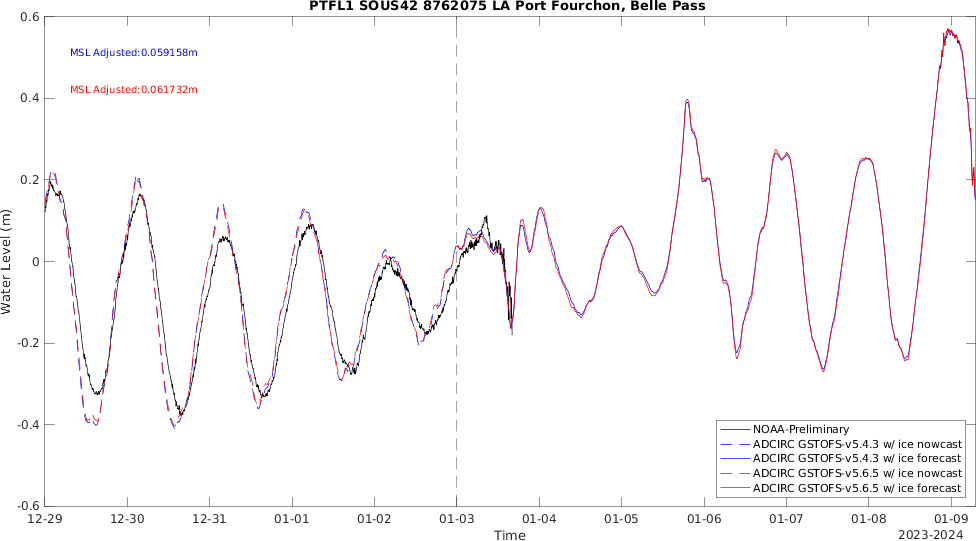 PTFL1 SOUS42 8762075 LA Port Fourchon, Belle Pass
MSL Adjusted:0.059158m
MSL Adjusted:0.061732m
Water Level (m)
0.6
0.4
0.2
0
-0.2
-0.4
-0.6
NOAA-Preliminary
ADCIRC GSTOFS-v5.4.3 w/ ice nowcast
ADCIRC GSTOFS-v5.4.3 w/ ice forecast
ADCIRC GSTOFS-v5.6.5 w/ ice nowcast
ADCIRC GSTOFS-v5.6.5 w/ ice forecast
12-29 12-30 12-31 01-01 01-02 01-03 01-04 01-05 01-06 01-07 01-08 01-09
Time
2023-2024